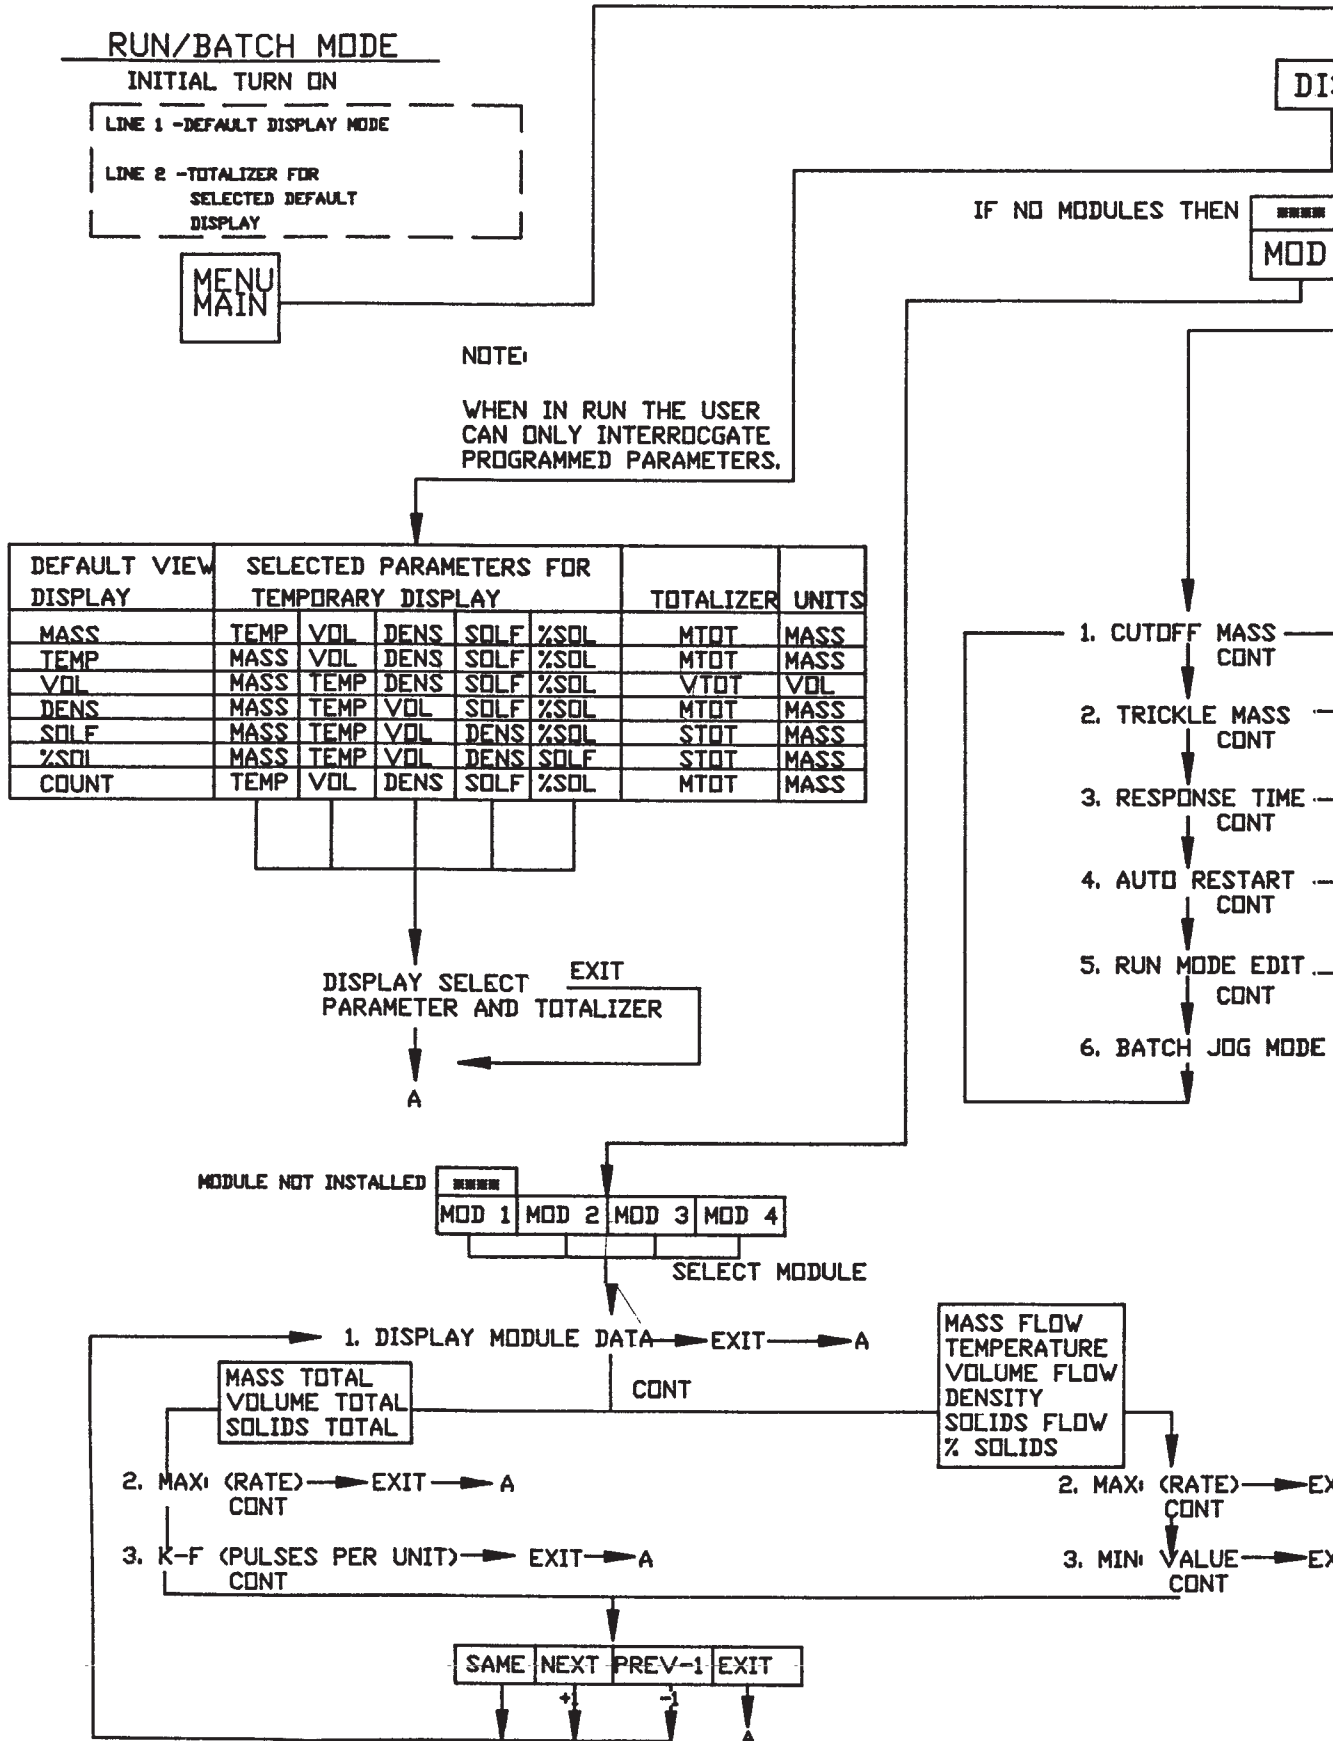 RUN/BATCH MODE
INITIAL TURN ON
LINE 1 -DEFAULT DISPLAY MODE
LINE 2 -TOTALIZER FOR
SELECTED DEFAULT
DISPLAY
MENU
MAIN
IF NO MODULES THEN
****
MOD
NOTE:
WHEN IN RUN THE USER
CAN ONLY INTERROCGATE
PROGRAMMED PARAMETERS.
DEFAULT VIEW SELECTED PARAMETERS FOR
DISPLAY TEMPORARY DISPLAY TOTALIZER UNITS
MASS TEMP VOL DENS SOLF %SOL MTOT MASS
TEMP MASS VOL DENS SOLF %SOL MTOT MASS
VOL MASS TEMP DENS SOLF %SOL VTOT VOL
DENS MASS TEMP VOL SOLF %SOL MTOT MASS
SOLF MASS TEMP VOL DENS %SOL STOT MASS
%SOL MASS TEMP VOL DENS SOLF STOT MASS
COUNT TEMP VOL DENS SOLF %SOL MTOT MASS
1. CUTOFF MASS
CONT
2. TRICKLE MASS
CONT
3. RESPONSE TIME
CONT
4. AUTO RESTART
CONT
5. RUN MODE EDIT
CONT
6. BATCH JOG MODE
DISPLAY SELECT EXIT
PARAMETER AND TOTALIZER
A
MODULE NOT INSTALLED ****
MOD 1 MOD 2 MOD 3 MOD 4
SELECT MODULE
1. DISPLAY MODULE DATA EXIT A
CONT
MASS TOTAL
VOLUME TOTAL
SOLIDS TOTAL
MASS FLOW
TEMPERATURE
VOLUME FLOW
DENSITY
SOLIDS FLOW
% SOLIDS
2. MAX: (RATE) EXIT A
CONT
3. K-F (PULSES PER UNIT) EXIT A
CONT
2. MAX: (RATE)
CONT
3. MIN: VALUE
CONT
SAME NEXT PREV-1 EXIT
+1 -1
A